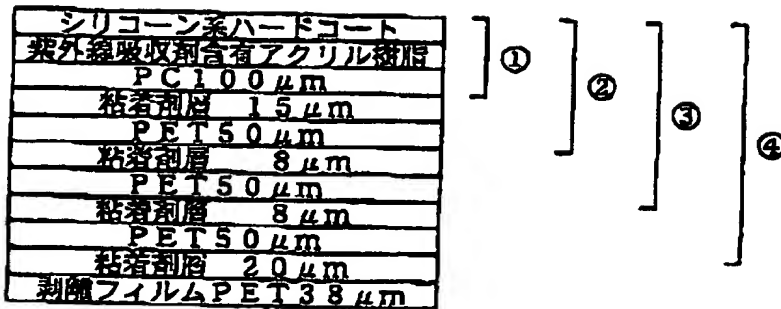 シリコーン系ハードコート
紫外線吸収剤含有アクリル樹脂
PC100μm
粘着剤層 15μm
PET50μm
粘着剤層 8μm
PET50μm
粘着剤層 8μm
PET50μm
粘着剤層 20μm
剥離フィルムPET38μm
①
②
③
④